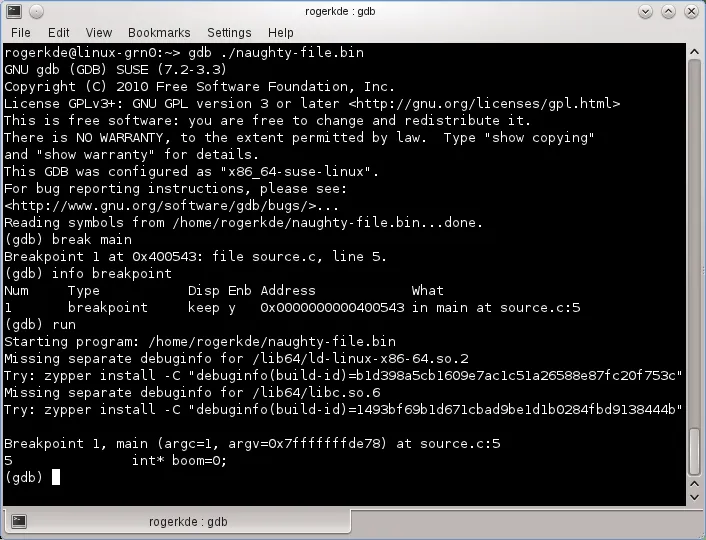 rogerkde : gdb
File Edit View Bookmarks Settings Help
rogerkde@linux-grn0:~> gdb ./naughty-file.bin
GNU gdb (GDB) SUSE (7.2-3.3)
Copyright (C) 2010 Free Software Foundation, Inc.
License GPLv3+: GNU GPL version 3 or later <http://gnu.org/licenses/gpl.html>
This is free software: you are free to change and redistribute it.
There is NO WARRANTY, to the extent permitted by law.  Type "show copying"
and "show warranty" for details.
This GDB was configured as "x86_64-suse-linux".
For bug reporting instructions, please see:
<http://www.gnu.org/software/gdb/bugs/>...
Reading symbols from /home/rogerkde/naughty-file.bin...done.
(gdb) break main
Breakpoint 1 at 0x400543: file source.c, line 5.
(gdb) info breakpoint
Num     Type           Disp Enb Address            What
1       breakpoint     keep y   0x0000000000400543 in main at source.c:5
(gdb) run
Starting program: /home/rogerkde/naughty-file.bin
Missing separate debuginfo for /lib64/ld-linux-x86-64.so.2
Try: zypper install -C "debuginfo(build-id)=b1d398a5cb1609e7ac1c51a26588e87fc20f753c"
Missing separate debuginfo for /lib64/libc.so.6
Try: zypper install -C "debuginfo(build-id)=1493bf69b1d671cbad9be1d1b0284fbd9138444b"
Breakpoint 1, main (argc=1, argv=0x7fffffffde78) at source.c:5
5               int* boom=0;
(gdb)
rogerkde : gdb